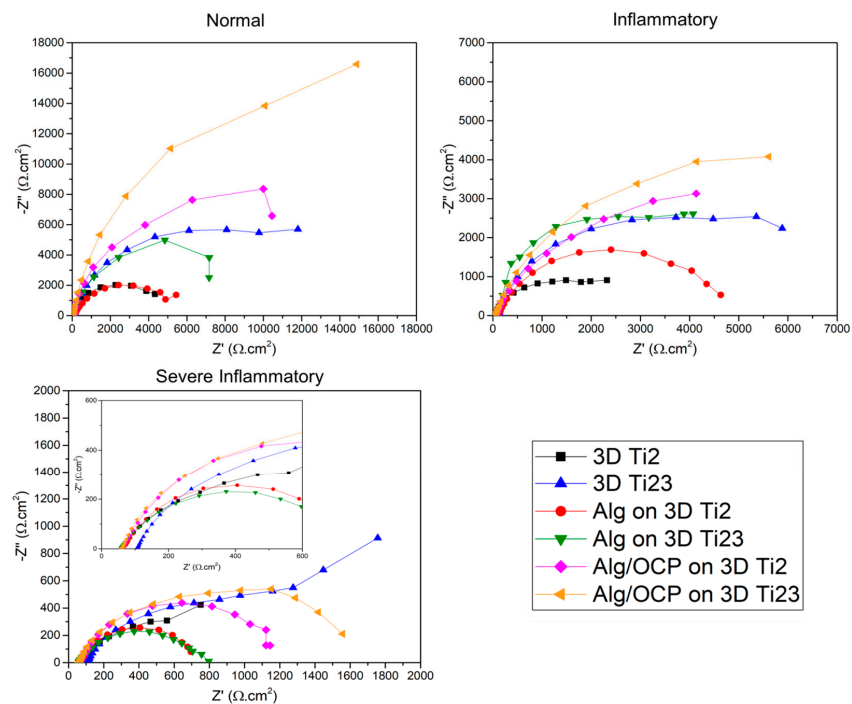 Normal
18000
16000
14000
12000
10000
8000
6000
4000
2000
0
-Z'' (Ω.cm²)
0 2000 4000 6000 8000 10000 12000 14000 16000 18000
Z' (Ω.cm²)
Inflammatory
7000
6000
5000
4000
3000
2000
1000
0
-Z'' (Ω.cm²)
0 1000 2000 3000 4000 5000 6000 7000
Z' (Ω.cm²)
Severe Inflammatory
2000
1800
1600
1400
1200
1000
800
600
400
200
0
-Z'' (Ω.cm²)
0 200 400 600 800 1000 1200 1400 1600 1800 2000
Z' (Ω.cm²)
600
400
200
0
-Z'' (Ω.cm²)
0 200 400 600
Z' (Ω.cm²)
3D Ti2
3D Ti23
Alg on 3D Ti2
Alg on 3D Ti23
Alg/OCP on 3D Ti2
Alg/OCP on 3D Ti23